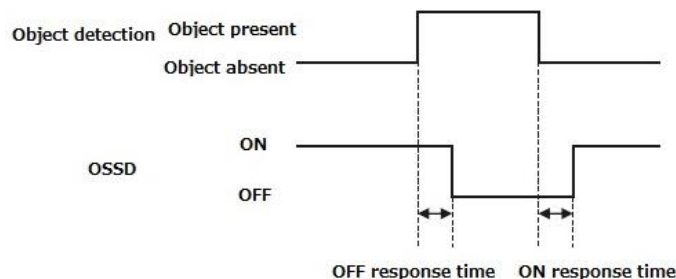 Object detection
Object present
Object absent
OSSD
ON
OFF
OFF response time
ON response time